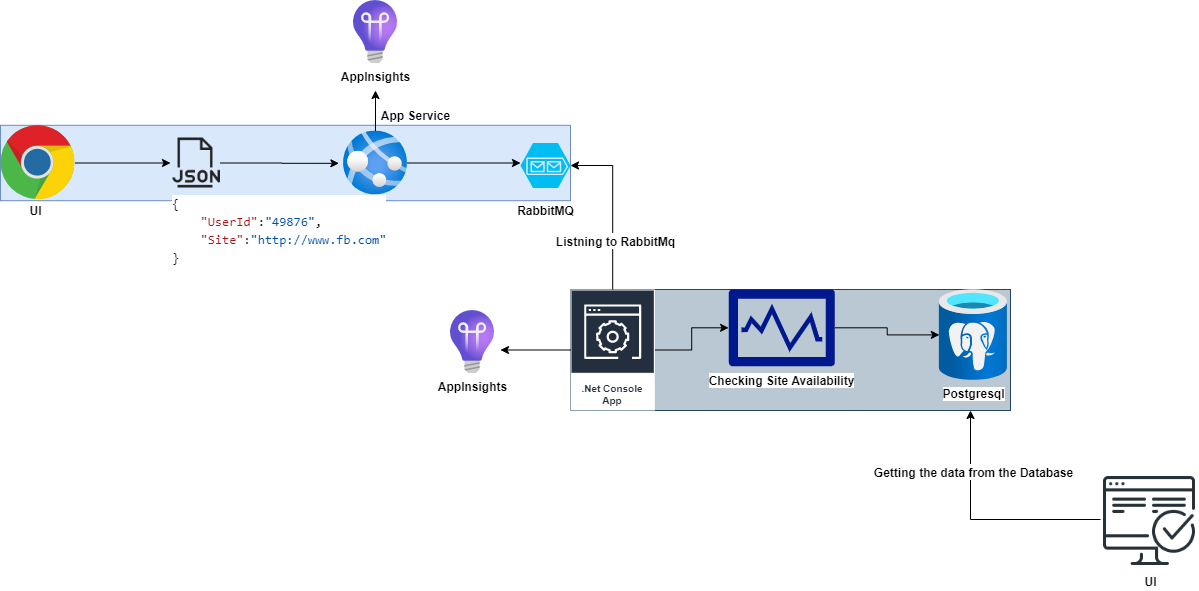 AppInsights
App Service
JSON
UI
RabbitMQ
{
"UserId":"49876",
"Site":"http://www.fb.com"
}
Listning to RabbitMq
AppInsights
.Net Console
App
Checking Site Availability
Postgresql
Getting the data from the Database
UI